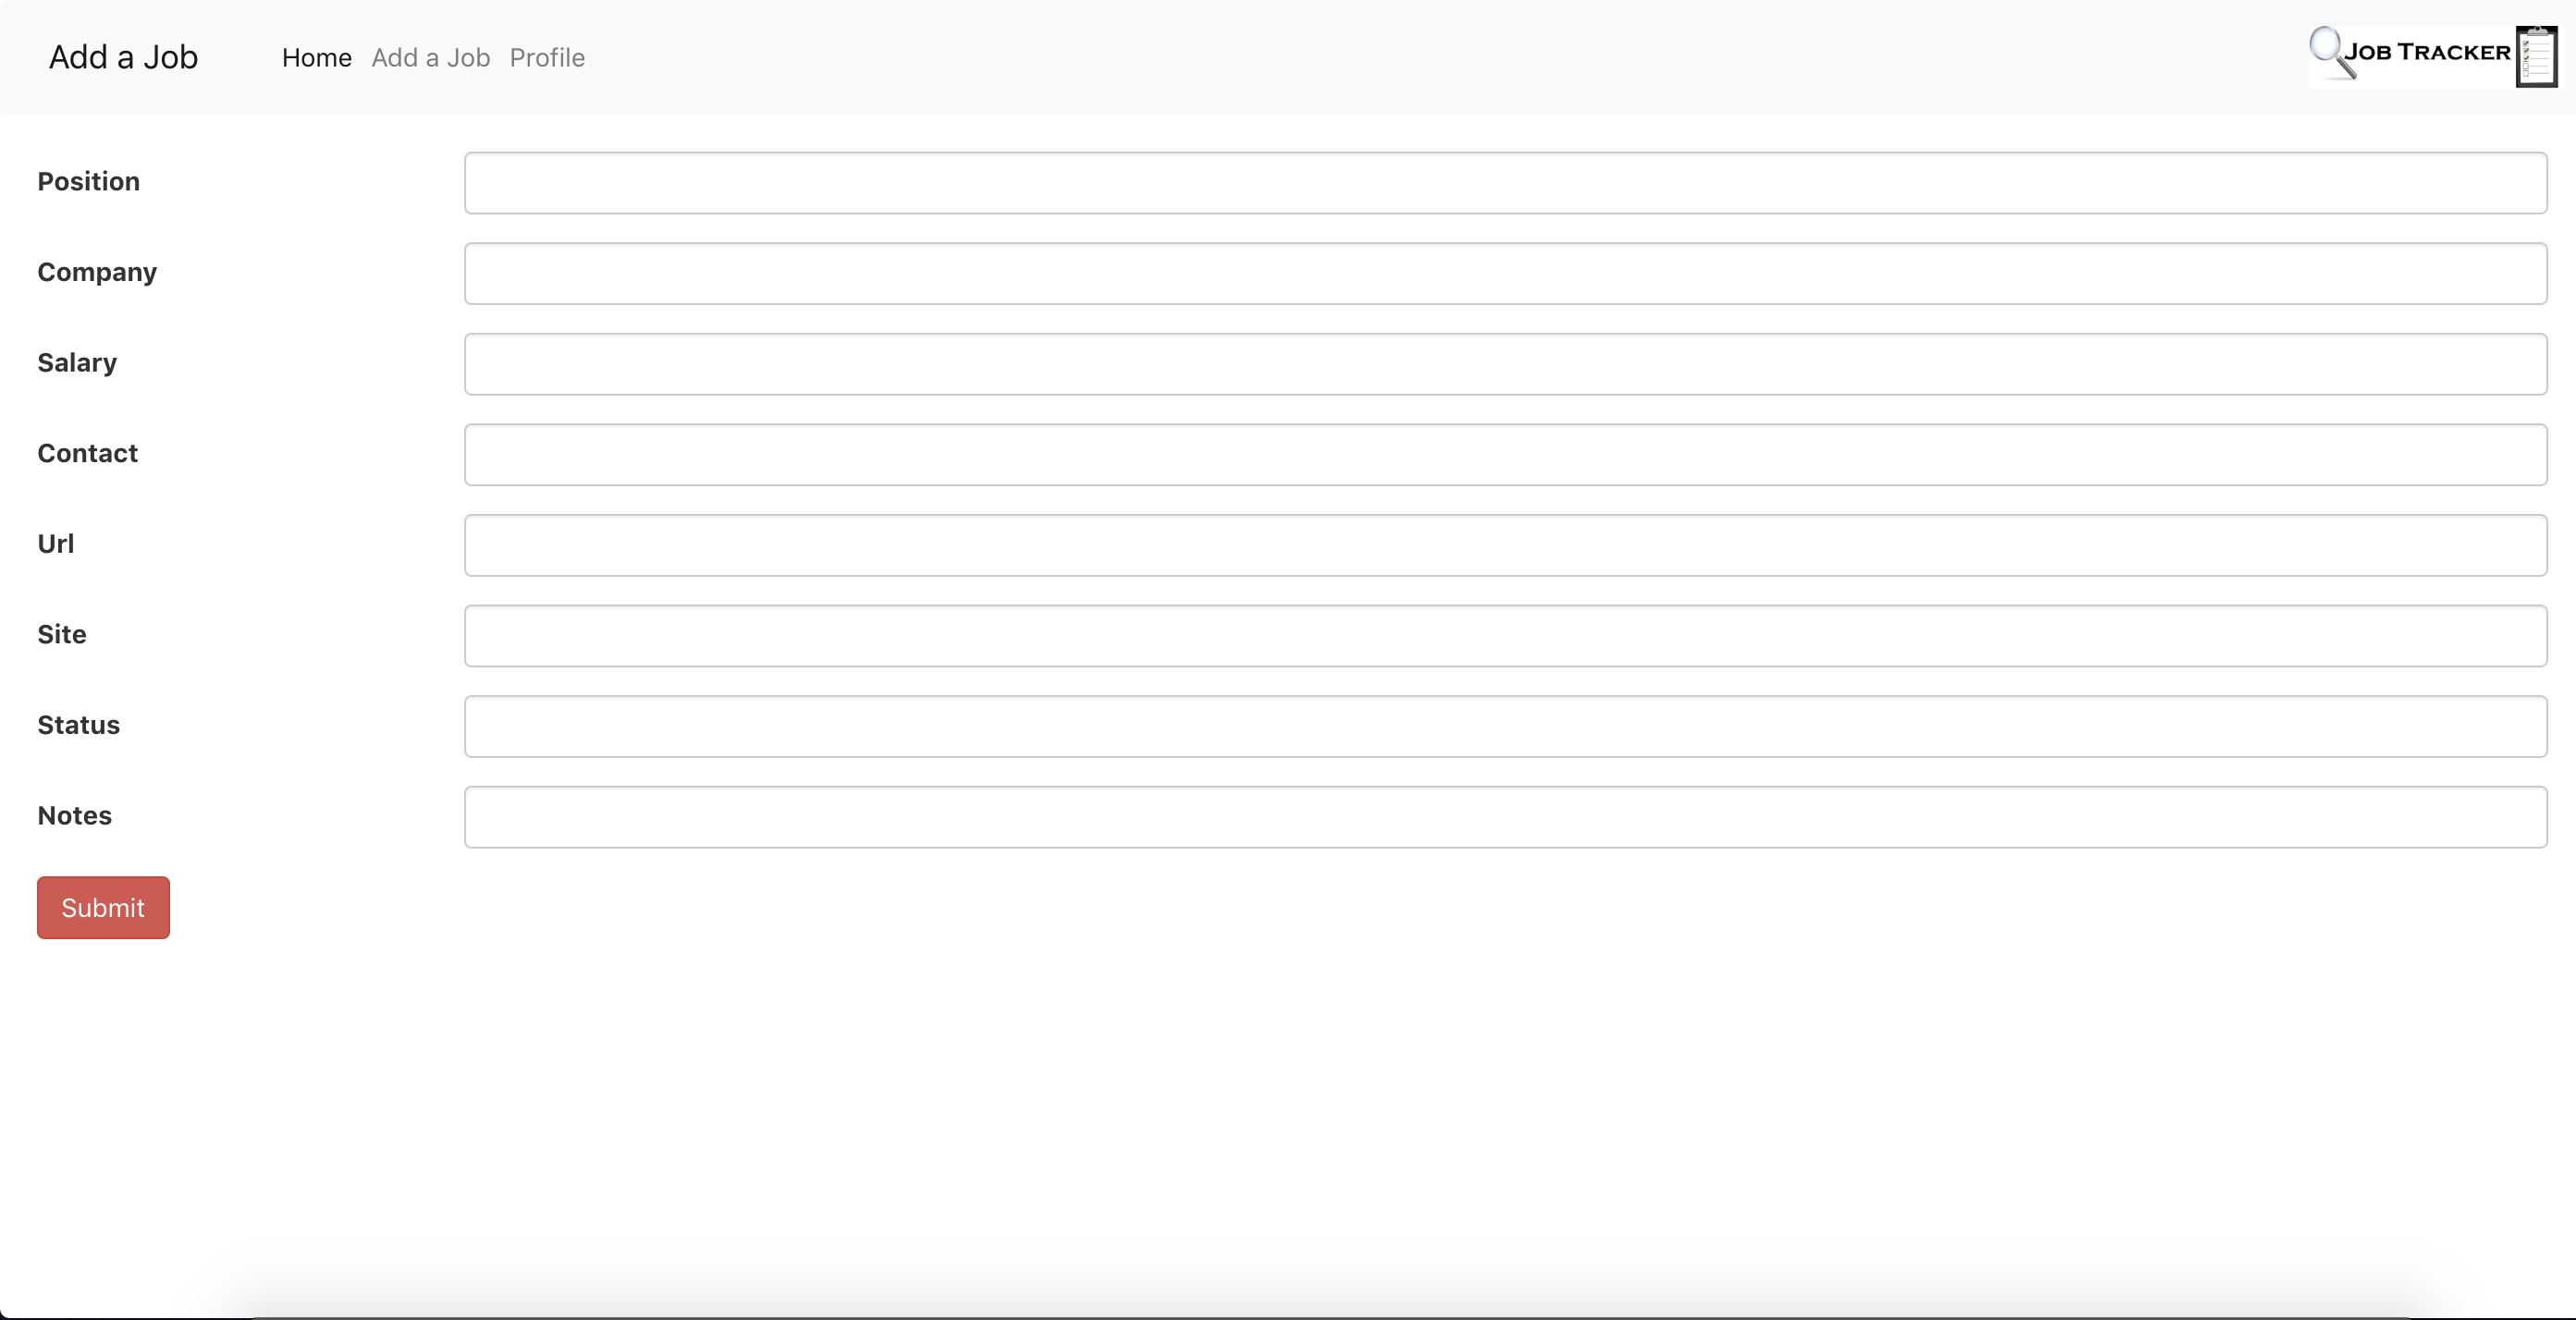 Add a Job Home Add a Job Profile JOB TRACKER
Position
Company
Salary
Contact
Url
Site
Status
Notes
Submit